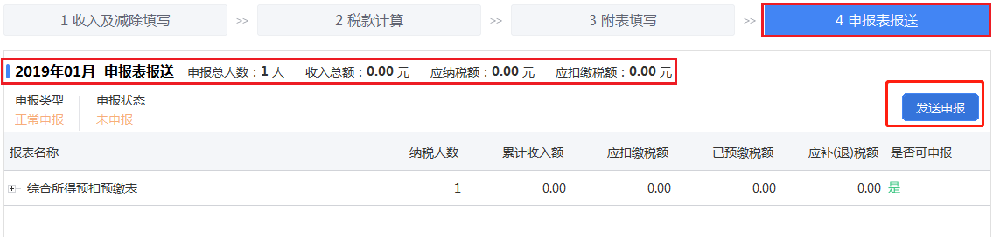 1 收入及减除填写 >> 2 税款计算 >> 3 附表填写 >> 4 申报表报送
2019年01月 申报表报送 申报总人数：1 人 收入总额：0.00 元 应纳税额：0.00 元 应扣缴税额：0.00 元
申报类型 申报状态
正常申报 未申报
发送申报
报表名称 纳税人数 累计收入额 应扣缴税额 已预缴税额 应补(退)税额 是否可申报
综合所得预扣预缴表 1 0.00 0.00 0.00 0.00 是